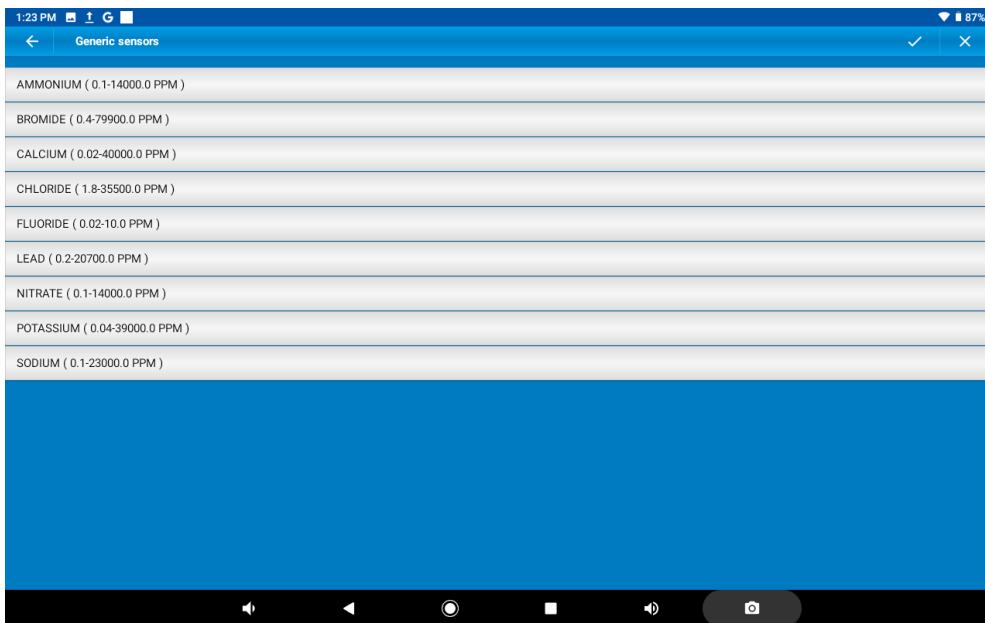 1:23 PM G 87%
Generic sensors
AMMONIUM ( 0.1-14000.0 PPM )
BROMIDE ( 0.4-79900.0 PPM )
CALCIUM ( 0.02-40000.0 PPM )
CHLORIDE ( 1.8-35500.0 PPM )
FLUORIDE ( 0.02-10.0 PPM )
LEAD ( 0.2-20700.0 PPM )
NITRATE ( 0.1-14000.0 PPM )
POTASSIUM ( 0.04-39000.0 PPM )
SODIUM ( 0.1-23000.0 PPM )